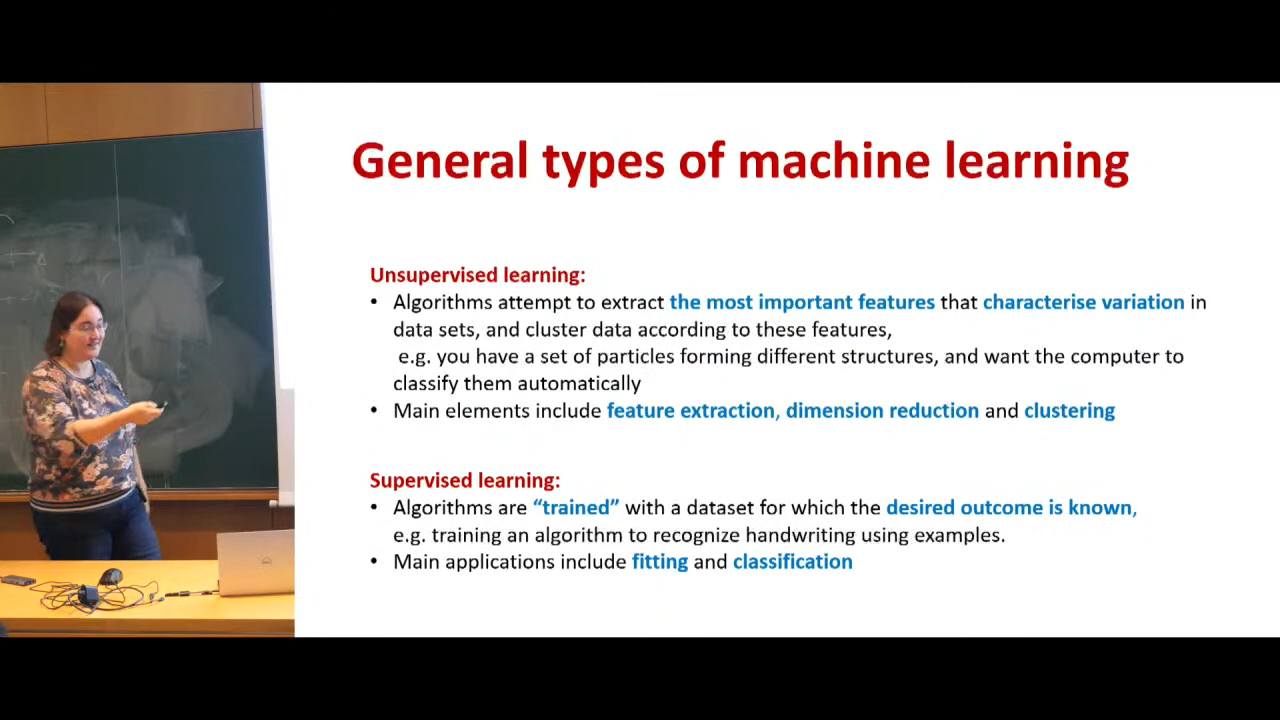 General types of machine learning
Unsupervised learning:
• Algorithms attempt to extract the most important features that characterise variation in
data sets, and cluster data according to these features,
e.g. you have a set of particles forming different structures, and want the computer to
classify them automatically
• Main elements include feature extraction, dimension reduction and clustering
Supervised learning:
• Algorithms are “trained” with a dataset for which the desired outcome is known,
e.g. training an algorithm to recognize handwriting using examples.
• Main applications include fitting and classification